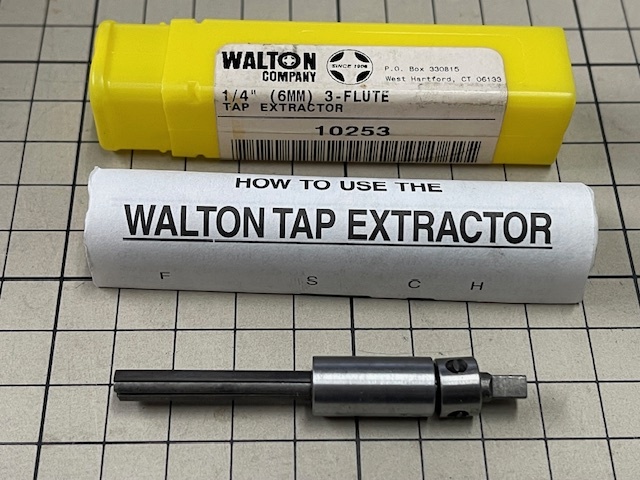 WALTON
COMPANY
SINCE 1908
P.O. Box 330815
West Hartford, CT 06133
1/4" (6MM) 3-FLUTE
TAP EXTRACTOR
10253
HOW TO USE THE
WALTON TAP EXTRACTOR
F S C H